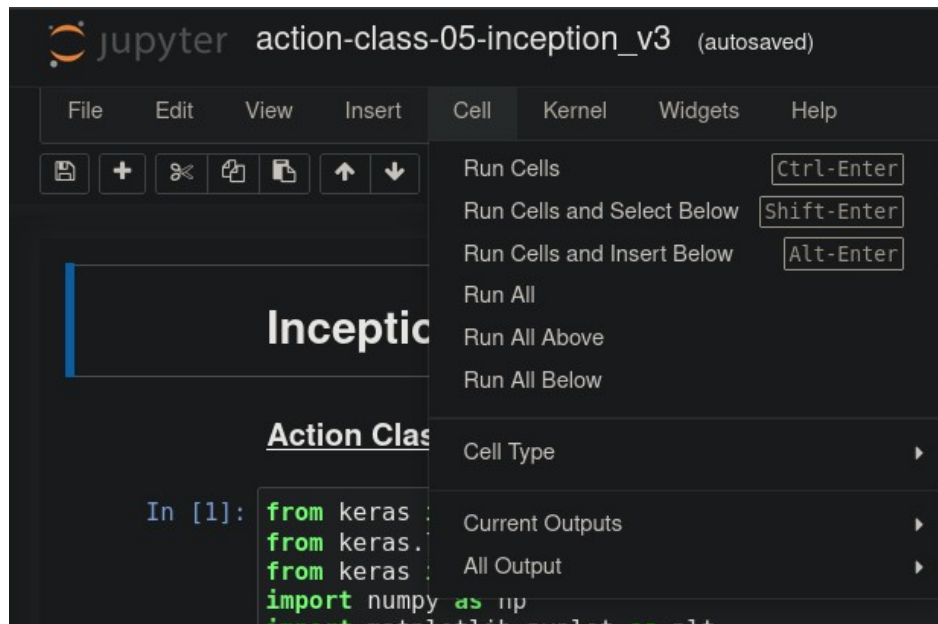 jupyter action-class-05-inception_v3 (autosaved)
File Edit View Insert Cell Kernel Widgets Help
Run Cells Ctrl-Enter
Run Cells and Select Below Shift-Enter
Run Cells and Insert Below Alt-Enter
Run All
Run All Above
Run All Below
Cell Type
Current Outputs
All Output
Inceptio
Action Clas
In [1]: from keras
from keras.
from keras
import numpy as np